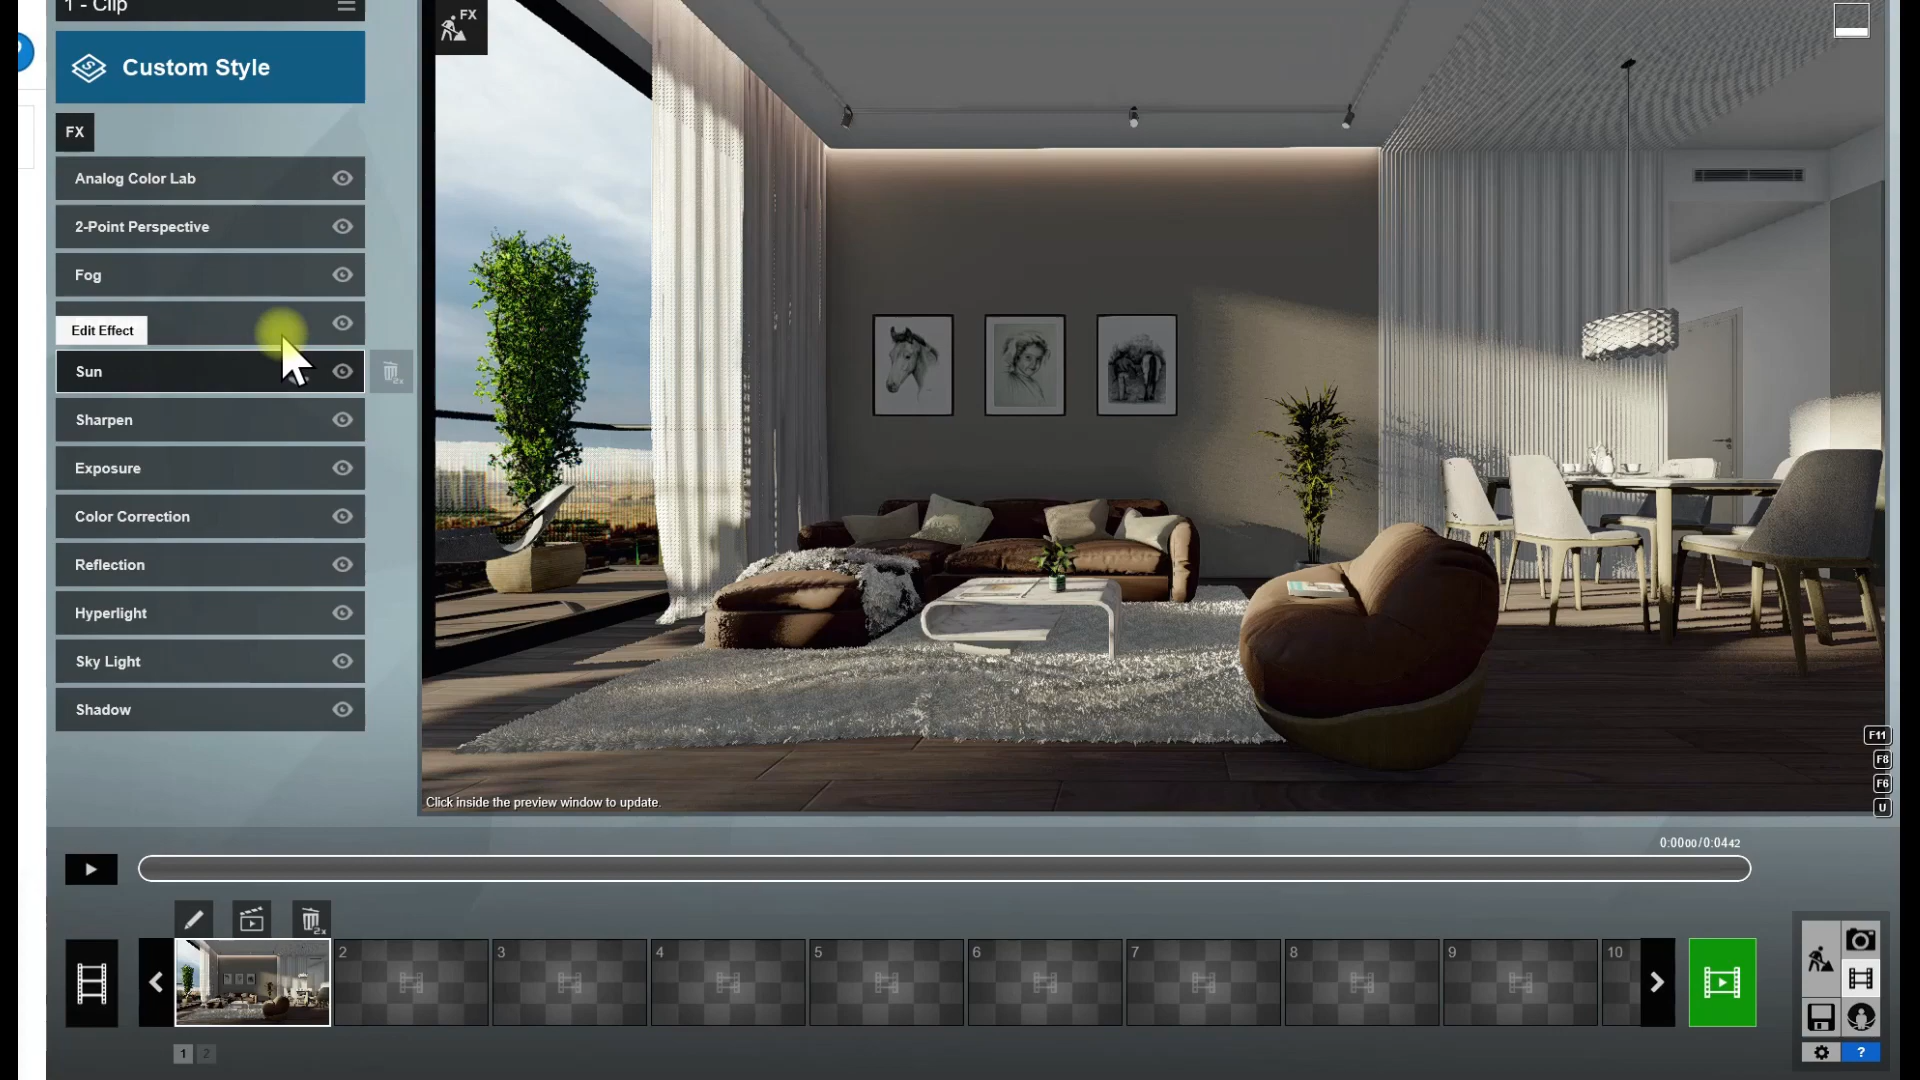 1 - Clip
FX
Custom Style
FX
Analog Color Lab
2-Point Perspective
Fog
Edit Effect
Sun
2x
Sharpen
Exposure
Color Correction
Reflection
Hyperlight
Sky Light
Shadow
F11
F8
F6
U
Click inside the preview window to update.
0:0000/0:0442
2x
2
3
4
5
6
7
8
9
10
1 2
?